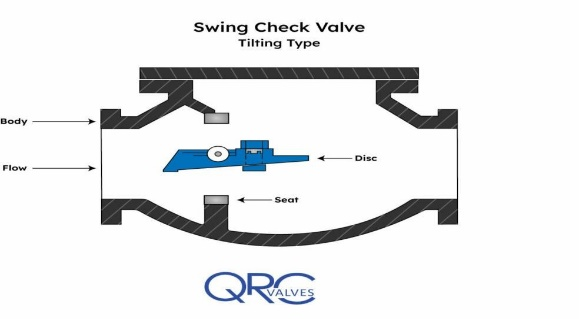 Swing Check Valve
Tilting Type
Body
Flow
Disc
Seat
QRC
VALVES